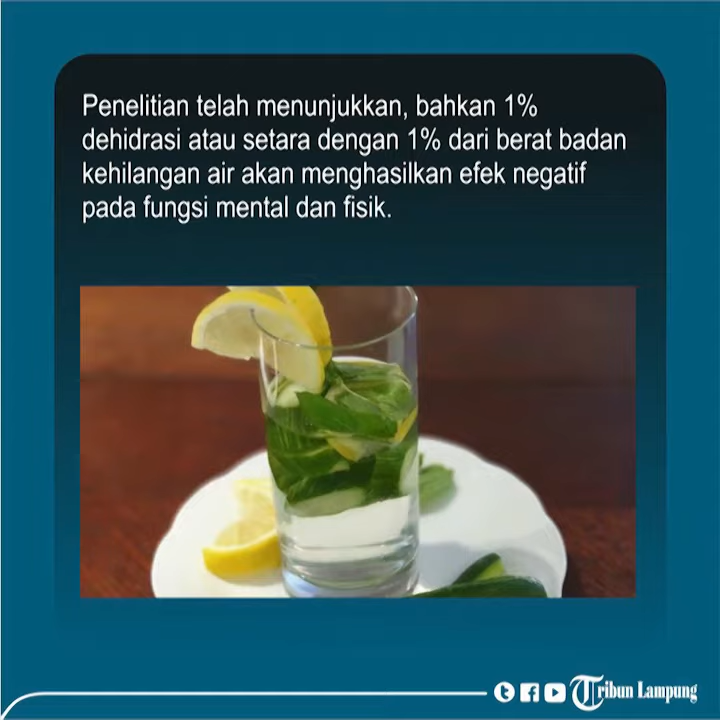 Penelitian telah menunjukkan, bahkan 1%
dehidrasi atau setara dengan 1% dari berat badan
kehilangan air akan menghasilkan efek negatif
pada fungsi mental dan fisik.
Tribun Lampung